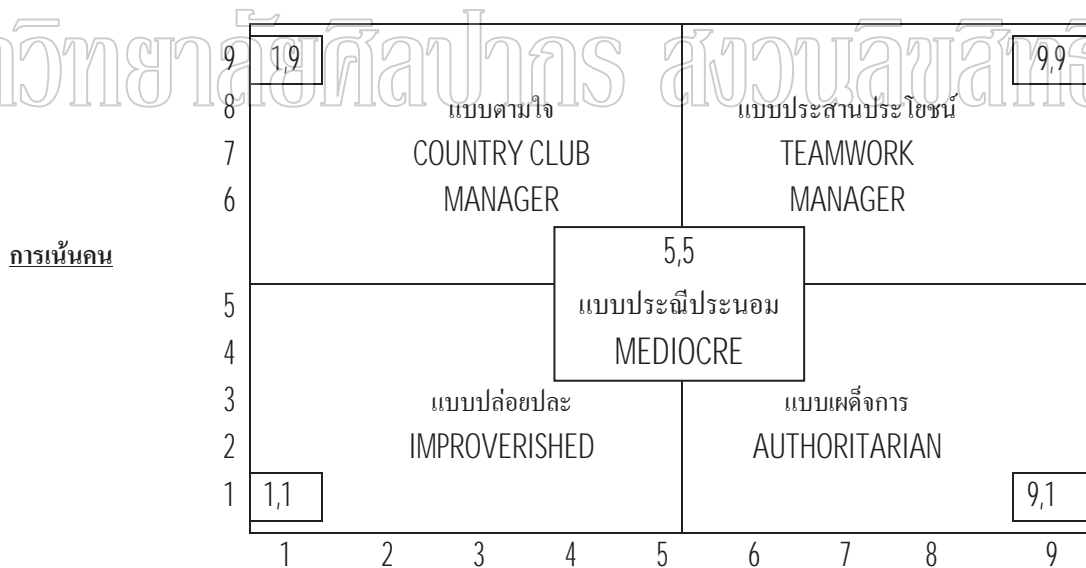 9 1,9 9,9
8 แบบตามใจ แบบประสานประโยชน์
7 COUNTRY CLUB TEAMWORK
6 MANAGER MANAGER
การเน้นคน 5,5
5 แบบประณีประนอม
4 MEDIOCRE
3 แบบปล่อยปละ แบบเผด็จการ
2 IMPROVERISHED AUTHORITARIAN
1 1,1 9,1
1 2 3 4 5 6 7 8 9